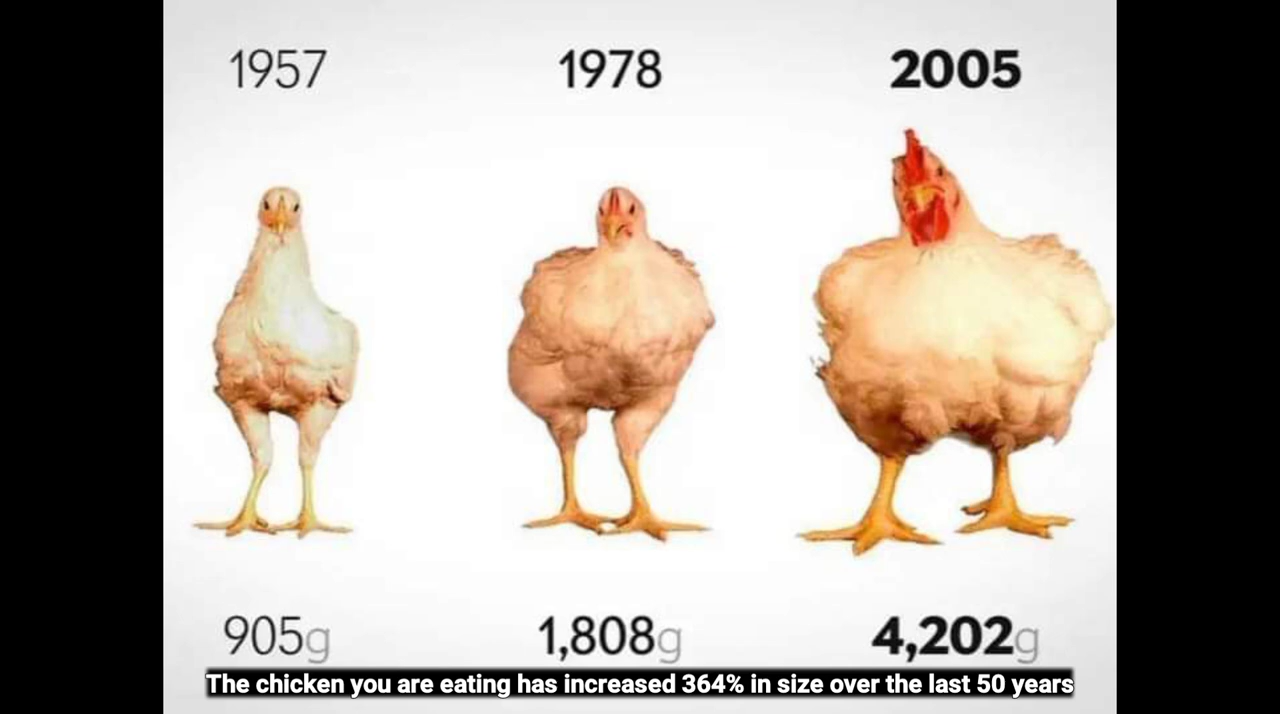 1957 1978 2005
905g 1,808g 4,202g
The chicken you are eating has increased 364% in size over the last 50 years